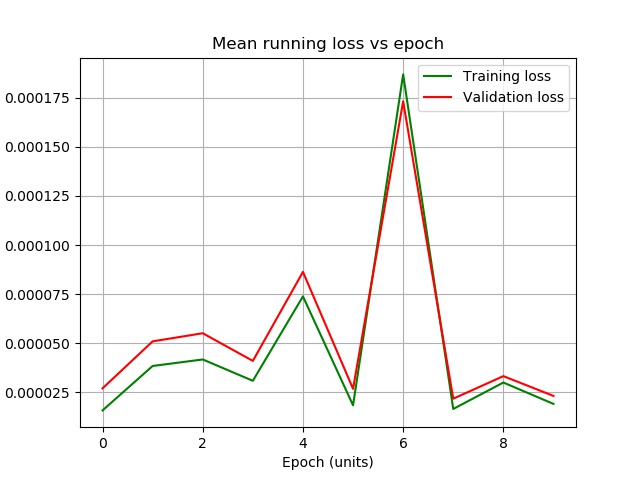 Mean running loss vs epoch
Training loss
Validation loss
0.000175
0.000150
0.000125
0.000100
0.000075
0.000050
0.000025
0 2 4 6 8
Epoch (units)